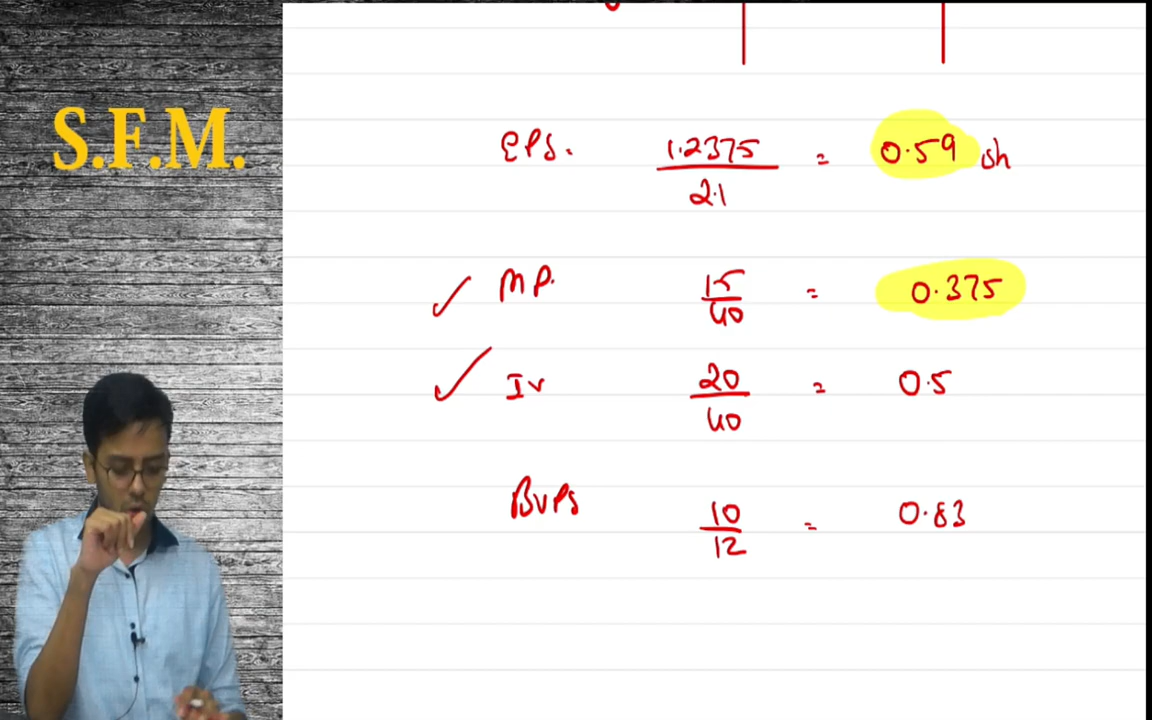 S.F.M.
EPS. 1.2375 / 2.1 = 0.59 sh
MP. 15 / 40 = 0.375
IV 20 / 40 = 0.5
BVPS 10 / 12 = 0.83